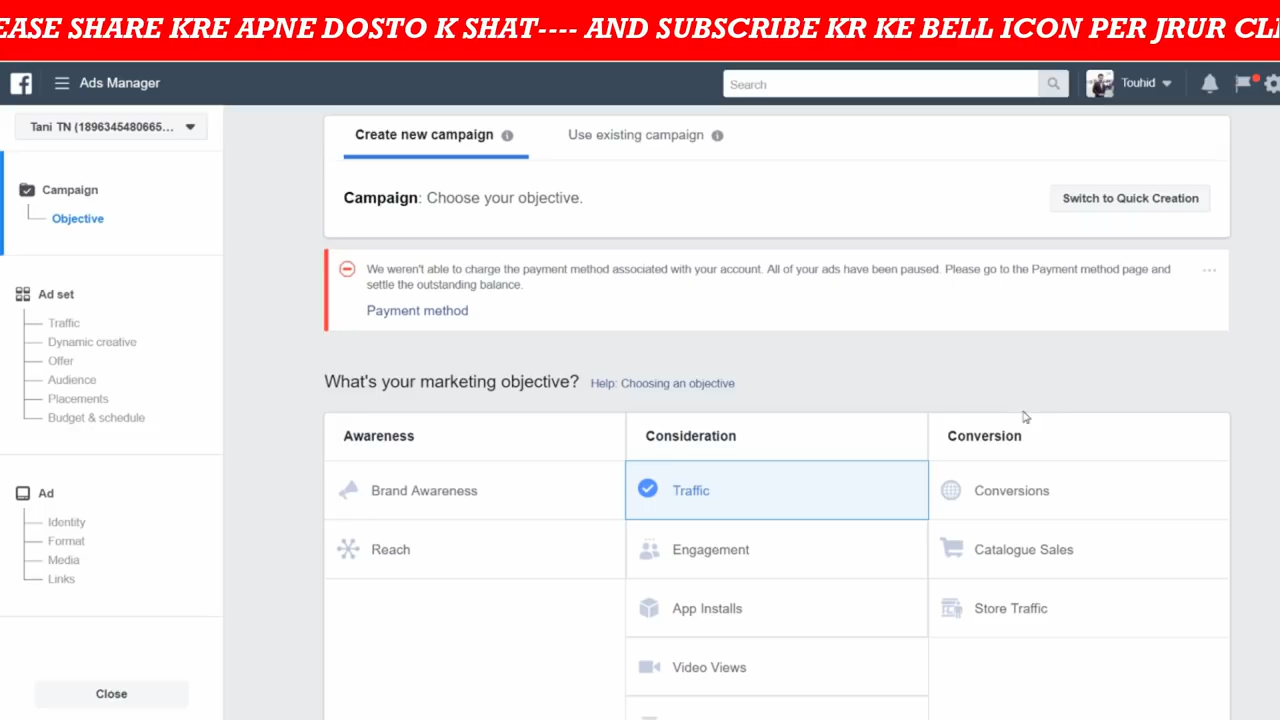 EASE SHARE KRE APNE DOSTO K SHAT---- AND SUBSCRIBE KR KE BELL ICON PER JRUR CLI
Ads Manager
Search
Touhid
Tani TN (1896345480665...
Create new campaign
Use existing campaign
Campaign
Objective
Campaign: Choose your objective.
Switch to Quick Creation
We weren't able to charge the payment method associated with your account. All of your ads have been paused. Please go to the Payment method page and
settle the outstanding balance.
Payment method
Ad set
Traffic
Dynamic creative
Offer
Audience
Placements
Budget & schedule
What's your marketing objective? Help: Choosing an objective
Awareness
Consideration
Conversion
Brand Awareness
Traffic
Conversions
Reach
Engagement
Catalogue Sales
App Installs
Store Traffic
Video Views
Ad
Identity
Format
Media
Links
Close